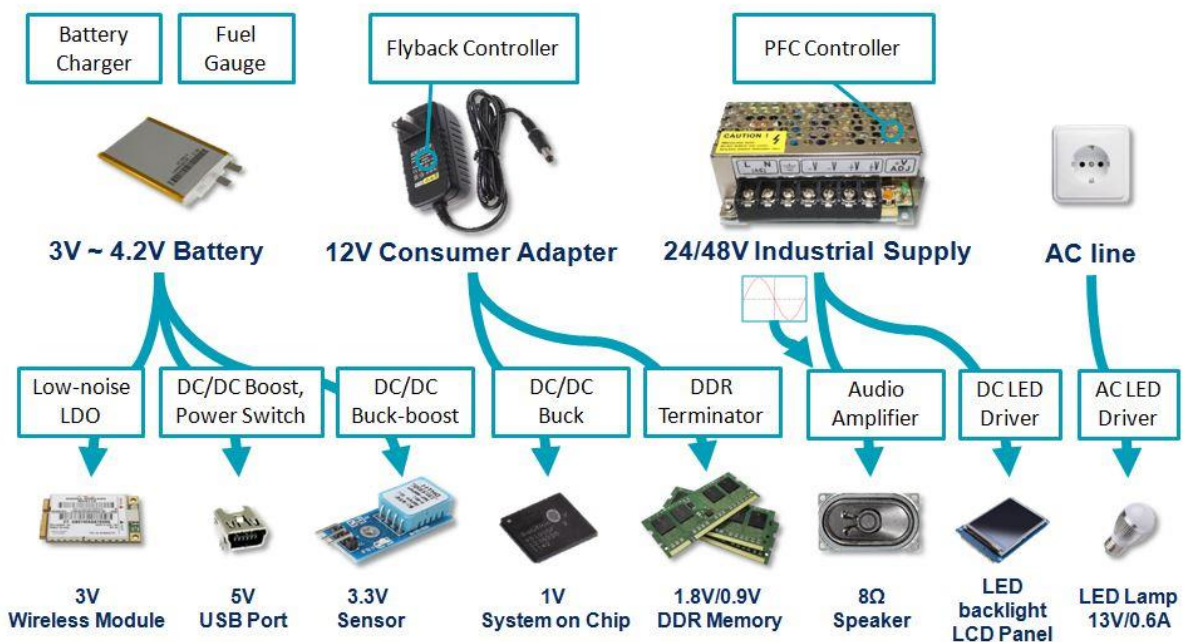 Battery
Charger
Fuel
Gauge
Flyback Controller
PFC Controller
CAUTION !
L N
-V -V +V +V
+V
ADJ
3V ~ 4.2V Battery
12V Consumer Adapter
24/48V Industrial Supply
AC line
Low-noise
LDO
DC/DC Boost,
Power Switch
DC/DC
Buck-boost
DC/DC
Buck
DDR
Terminator
Audio
Amplifier
DC LED
Driver
AC LED
Driver
3V
Wireless Module
5V
USB Port
3.3V
Sensor
1V
System on Chip
1.8V/0.9V
DDR Memory
8Ω
Speaker
LED
backlight
LCD Panel
LED Lamp
13V/0.6A